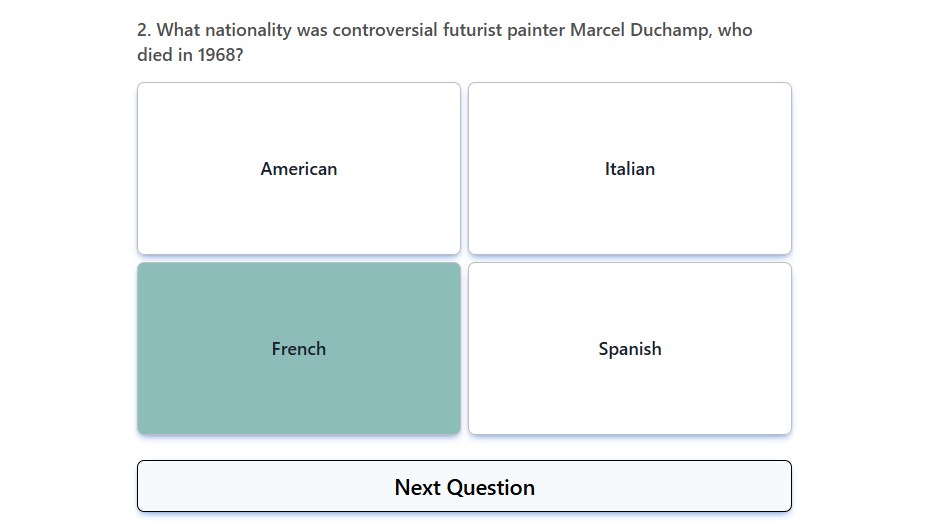 2. What nationality was controversial futurist painter Marcel Duchamp, who
died in 1968?
American
Italian
French
Spanish
Next Question